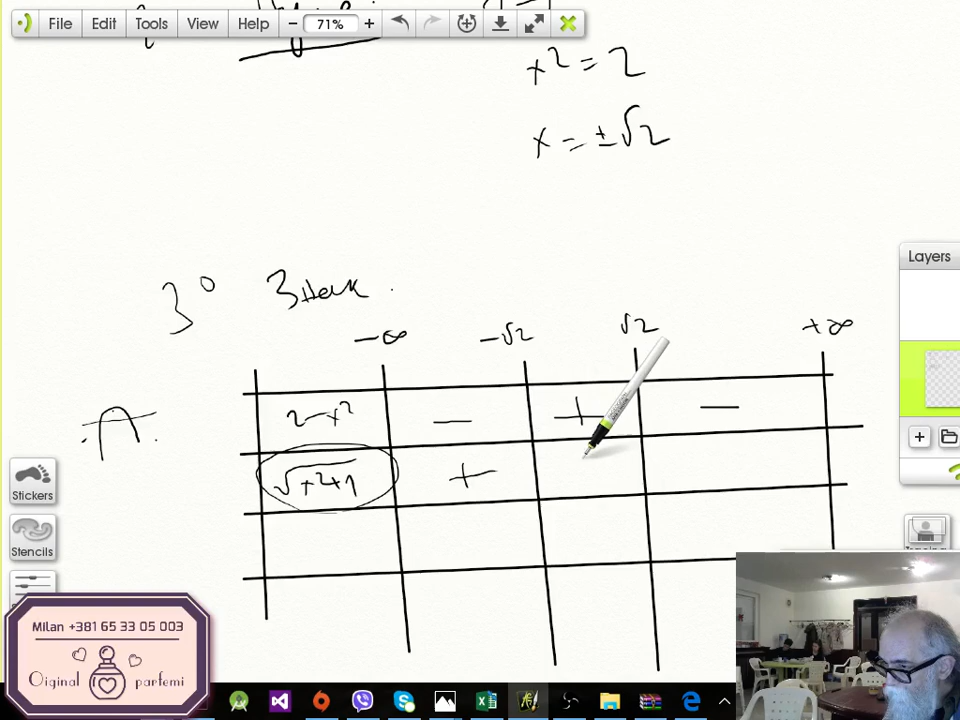 File Edit Tools View Help − 71% +
x² = 2
x = ±√2
Layers
3° Знак.
−∞ −√2 √2 +∞
2−x² − + −
√x²+1 +
Stickers
Stencils
Milan +381 65 33 05 003
Oiginal parfemi